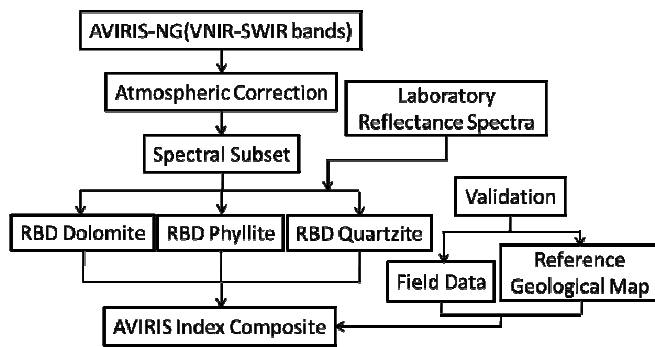 AVIRIS-NG(VNIR-SWIR bands)
Atmospheric Correction
Laboratory
Reflectance Spectra
Spectral Subset
Validation
RBD Dolomite
RBD Phyllite
RBD Quartzite
Field Data
Reference
Geological Map
AVIRIS Index Composite